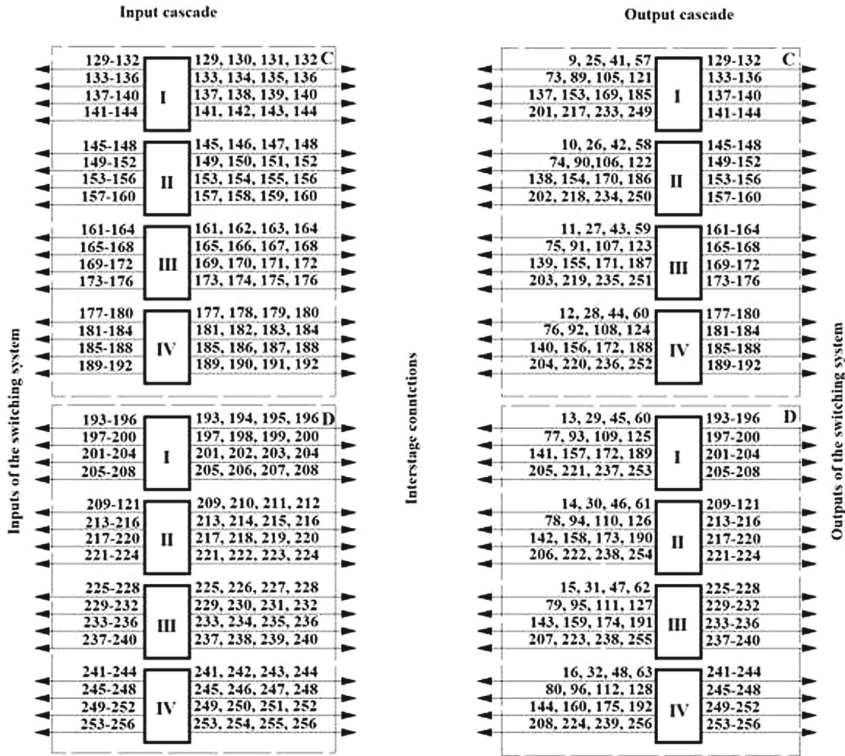 Input cascade
Output cascade
129-132 129, 130, 131, 132 C
133-136 133, 134, 135, 136
137-140 I 137, 138, 139, 140
141-144 141, 142, 143, 144
145-148 145, 146, 147, 148
149-152 149, 150, 151, 152
153-156 II 153, 154, 155, 156
157-160 157, 158, 159, 160
161-164 161, 162, 163, 164
165-168 165, 166, 167, 168
169-172 III 169, 170, 171, 172
173-176 173, 174, 175, 176
177-180 177, 178, 179, 180
181-184 181, 182, 183, 184
185-188 IV 185, 186, 187, 188
189-192 189, 190, 191, 192
193-196 193, 194, 195, 196 D
197-200 197, 198, 199, 200
201-204 I 201, 202, 203, 204
205-208 205, 206, 207, 208
209-121 209, 210, 211, 212
213-216 213, 214, 215, 216
217-220 II 217, 218, 219, 220
221-224 221, 222, 223, 224
225-228 225, 226, 227, 228
229-232 229, 230, 231, 232
233-236 III 233, 234, 235, 236
237-240 237, 238, 239, 240
241-244 241, 242, 243, 244
245-248 245, 246, 247, 248
249-252 IV 249, 250, 251, 252
253-256 253, 254, 255, 256
Inputs of the switching system
Interstage conntctions
9, 25, 41, 57 129-132 C
73, 89, 105, 121 133-136
137, 153, 169, 185 I 137-140
201, 217, 233, 249 141-144
10, 26, 42, 58 145-148
74, 90,106, 122 149-152
138, 154, 170, 186 II 153-156
202, 218, 234, 250 157-160
11, 27, 43, 59 161-164
75, 91, 107, 123 165-168
139, 155, 171, 187 III 169-172
203, 219, 235, 251 173-176
12, 28, 44, 60 177-180
76, 92, 108, 124 181-184
140, 156, 172, 188 IV 185-188
204, 220, 236, 252 189-192
13, 29, 45, 60 193-196 D
77, 93, 109, 125 197-200
141, 157, 172, 189 I 201-204
205, 221, 237, 253 205-208
14, 30, 46, 61 209-121
78, 94, 110, 126 213-216
142, 158, 173, 190 II 217-220
206, 222, 238, 254 221-224
15, 31, 47, 62 225-228
79, 95, 111, 127 229-232
143, 159, 174, 191 III 233-236
207, 223, 238, 255 237-240
16, 32, 48, 63 241-244
80, 96, 112, 128 245-248
144, 160, 175, 192 IV 249-252
208, 224, 239, 256 253-256
Outputs of the switching system